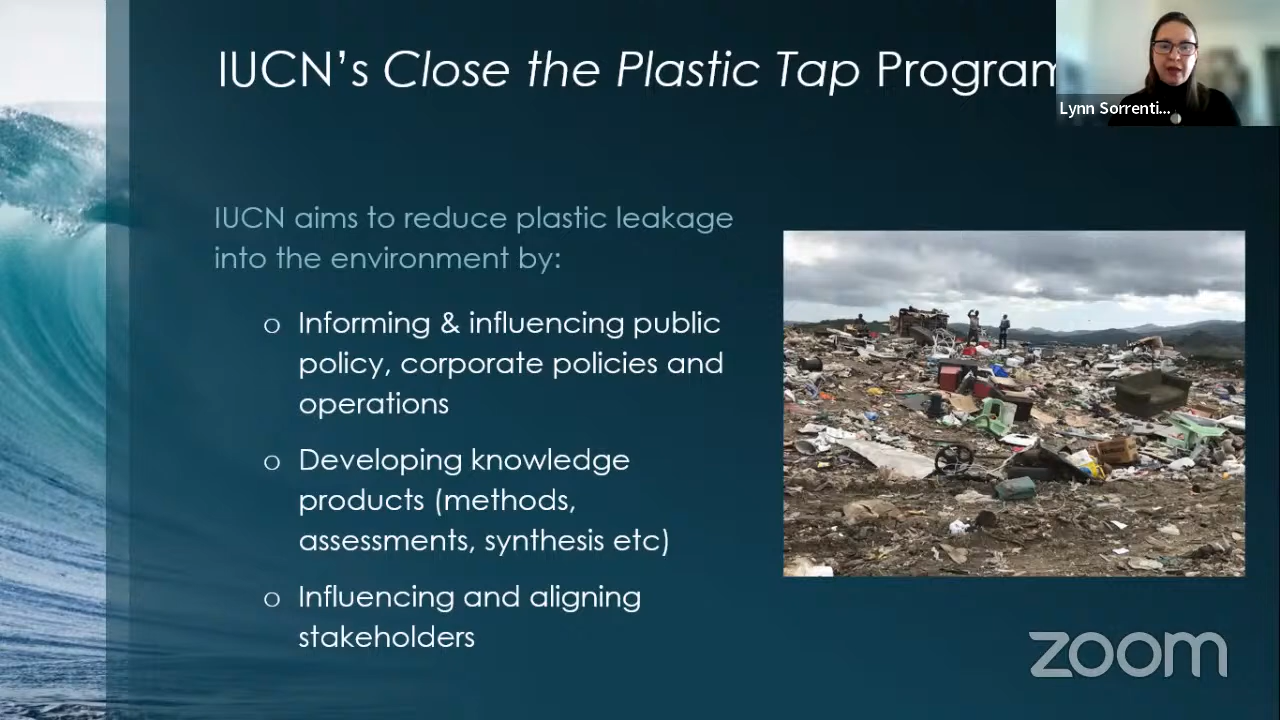 IUCN's Close the Plastic Tap Program
Lynn Sorrenti...
IUCN aims to reduce plastic leakage
into the environment by:
o Informing & influencing public
policy, corporate policies and
operations
o Developing knowledge
products (methods,
assessments, synthesis etc)
o Influencing and aligning
stakeholders
zoom